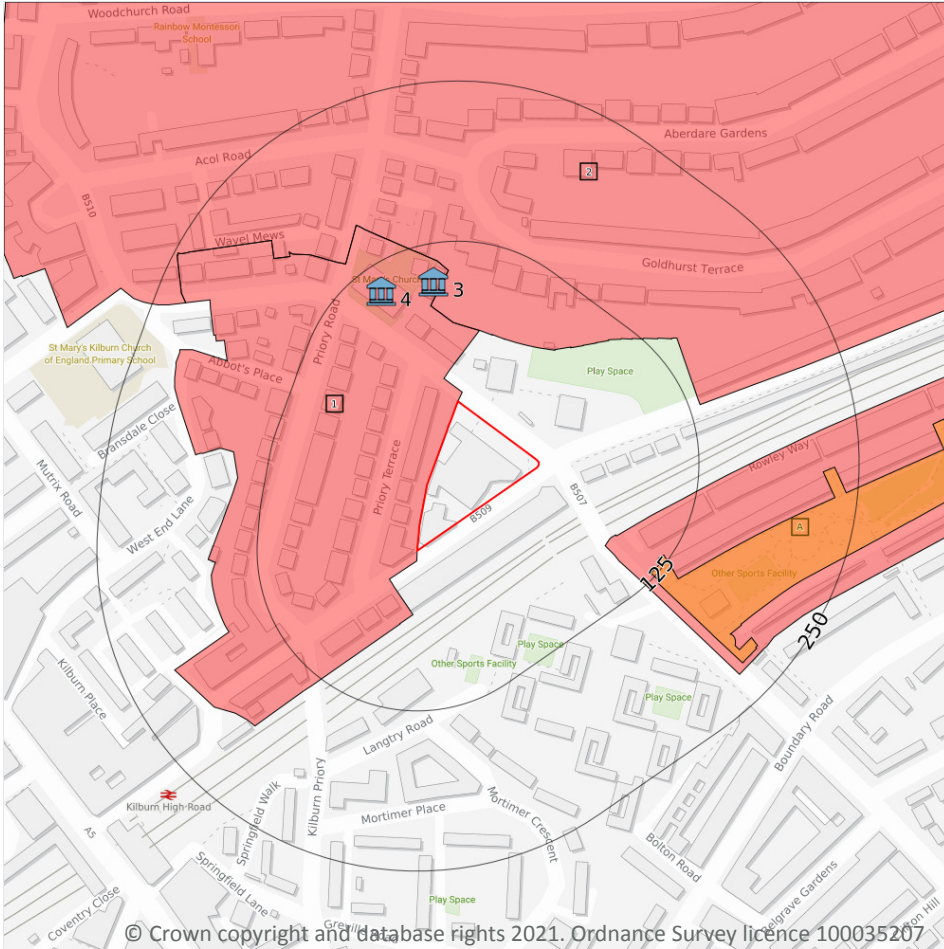 Woodchurch Road
Rainbow Montesson
School
Aberdare Gardens
Acol Road
2
B510
Wavel Mews
Goldhurst Terrace
St Mary's Church
4
3
Priory Road
St Mary's Kilburn Church
of England Primary School
Abbot's Place
Play Space
1
Bransdale Close
Priory Terrace
Rowley Way
Mutrix Road
West End Lane
B509
B507
A
125
Other Sports Facility
250
Play Space
Other Sports Facility
Kilburn Place
Play Space
Langtry Road
Boundary Road
Kilburn High Road
Springfield Walk
Kilburn Priory
Mortimer Place
Mortimer Crescent
A5
Bolton Road
Springfield Lane
Coventry Close
Play Space
© Crown copyright and database rights 2021. Ordnance Survey licence 100035207